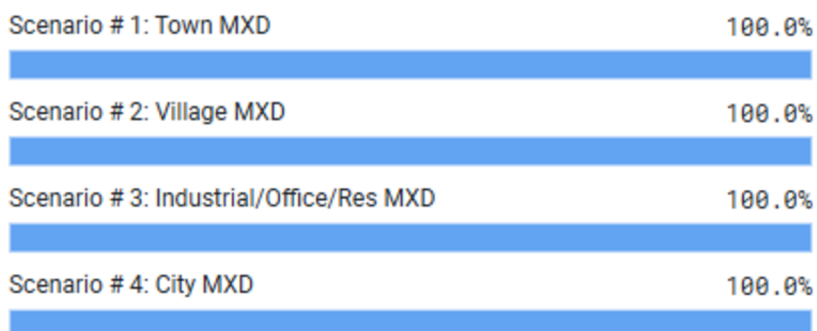 Scenario # 1: Town MXD 100.0%
Scenario # 2: Village MXD 100.0%
Scenario # 3: Industrial/Office/Res MXD 100.0%
Scenario # 4: City MXD 100.0%